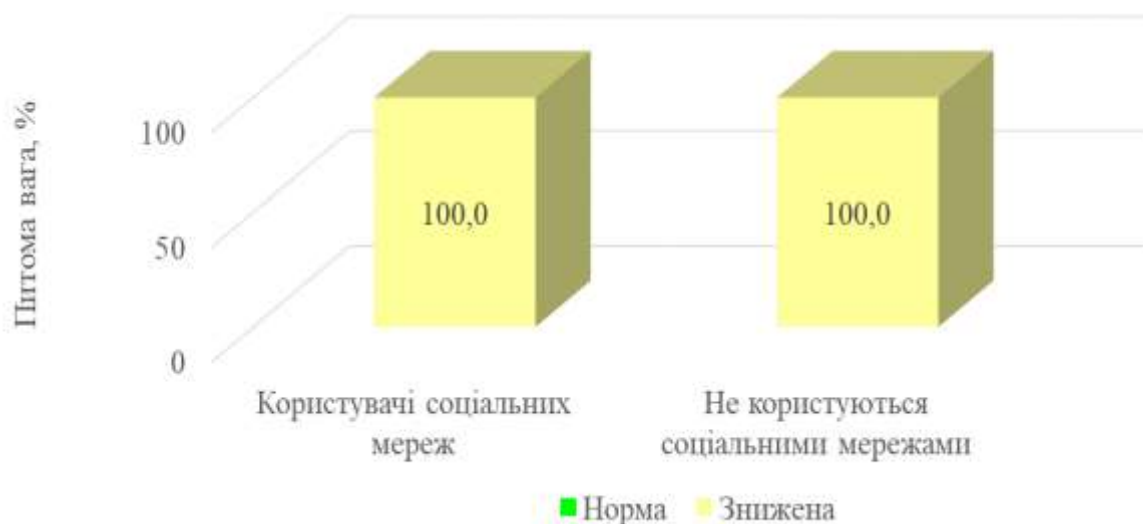 Питома вага, %
100
50
0
100,0
100,0
Користувачі соціальних
мереж
Не користуються
соціальними мережами
Норма
Знижена